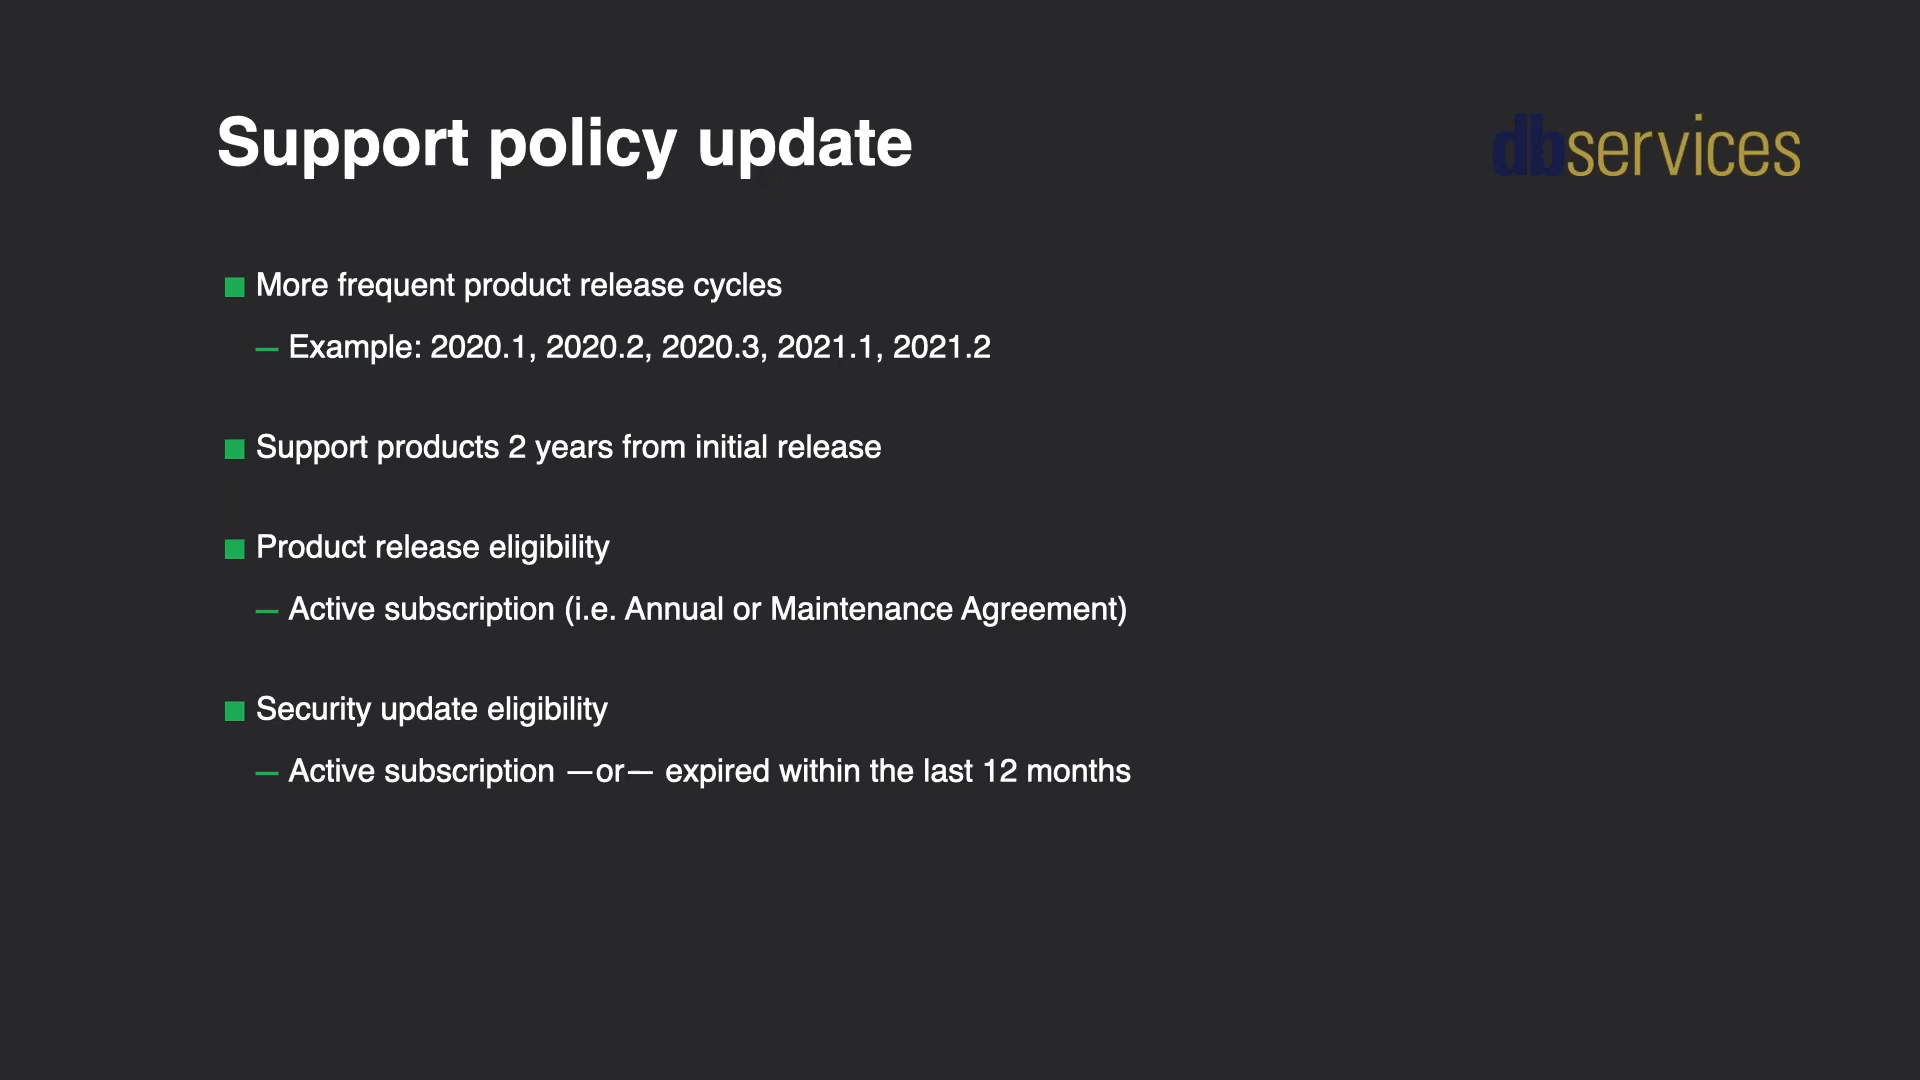 Support policy update
dbservices
More frequent product release cycles
— Example: 2020.1, 2020.2, 2020.3, 2021.1, 2021.2
Support products 2 years from initial release
Product release eligibility
— Active subscription (i.e. Annual or Maintenance Agreement)
Security update eligibility
— Active subscription —or— expired within the last 12 months